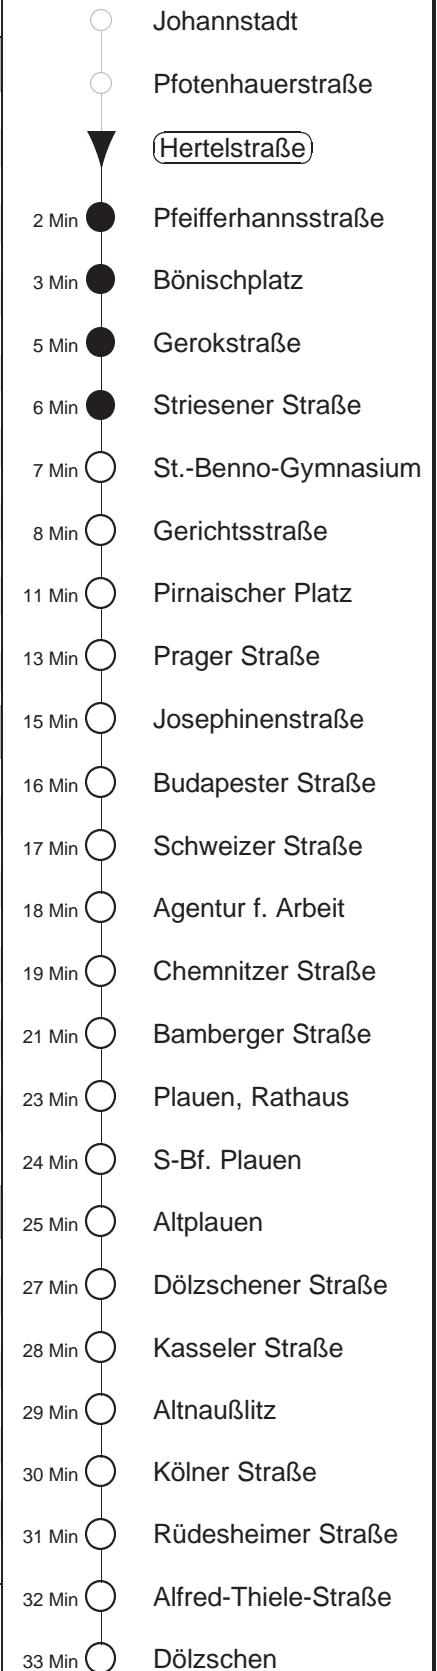 Johannstadt
Pfotenhauerstraße
Hertelstraße
2 Min Pfeifferhannsstraße
3 Min Bönischplatz
5 Min Gerokstraße
6 Min Striesener Straße
7 Min St.-Benno-Gymnasium
8 Min Gerichtsstraße
11 Min Pirnaischer Platz
13 Min Prager Straße
15 Min Josephinenstraße
16 Min Budapester Straße
17 Min Schweizer Straße
18 Min Agentur f. Arbeit
19 Min Chemnitzer Straße
21 Min Bamberger Straße
23 Min Plauen, Rathaus
24 Min S-Bf. Plauen
25 Min Altplauen
27 Min Dölzschener Straße
28 Min Kasseler Straße
29 Min Altnaußlitz
30 Min Kölner Straße
31 Min Rüdesheimer Straße
32 Min Alfred-Thiele-Straße
33 Min Dölzschen